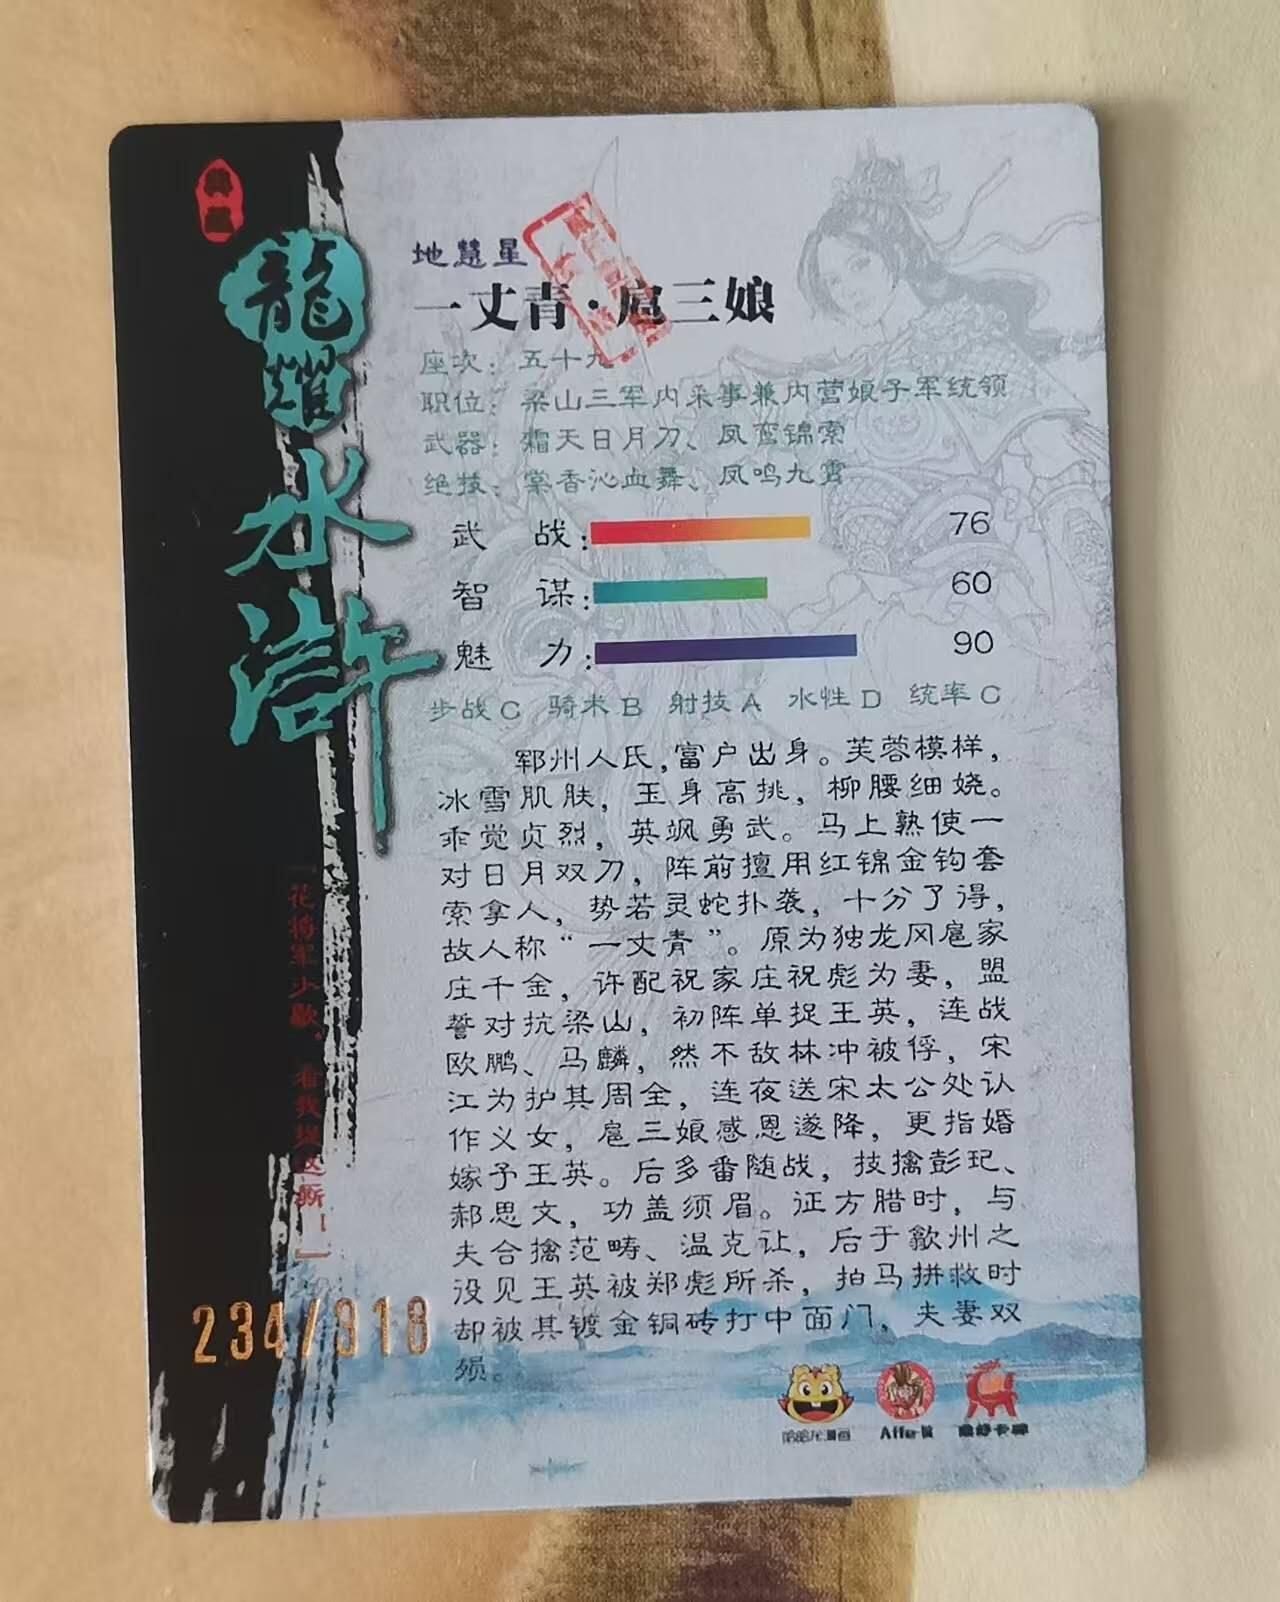 龍耀水滸
地慧星
一丈青·扈三娘
座次：五十九
职位：梁山三军内采事兼内营娘子军统领
武器：霜天日月刀、凤鸾锦索
绝技：棠香沁血舞、凤鸣九霄
武 战：76
智 谋：60
魅 力：90
步战C 骑术B 射技A 水性D 统率C
郓州人氏，富户出身。芙蓉模样，
冰雪肌肤，玉身高挑，柳腰细娆。
乖觉贞烈，英飒勇武。马上熟使一
对日月双刀，阵前擅用红锦金钩套
索拿人，势若灵蛇扑袭，十分了得，
故人称“一丈青”。原为独龙冈扈家
庄千金，许配祝家庄祝彪为妻，盟
誓对抗梁山，初阵单捉王英，连战
欧鹏、马麟，然不敌林冲被俘，宋
江为护其周全，连夜送宋太公处认
作义女，扈三娘感恩遂降，更指婚
嫁予王英。后多番随战，技擒彭玘、
郝思文，功盖须眉。征方腊时，与
夫合擒范畴、温克让，后于歙州之
役见王英被郑彪所杀，拍马拼救时
却被其镀金铜砖打中面门，夫妻双
殒。
「花将军少歇，看我捉这厮！」
234/318
哈哈龙漫画